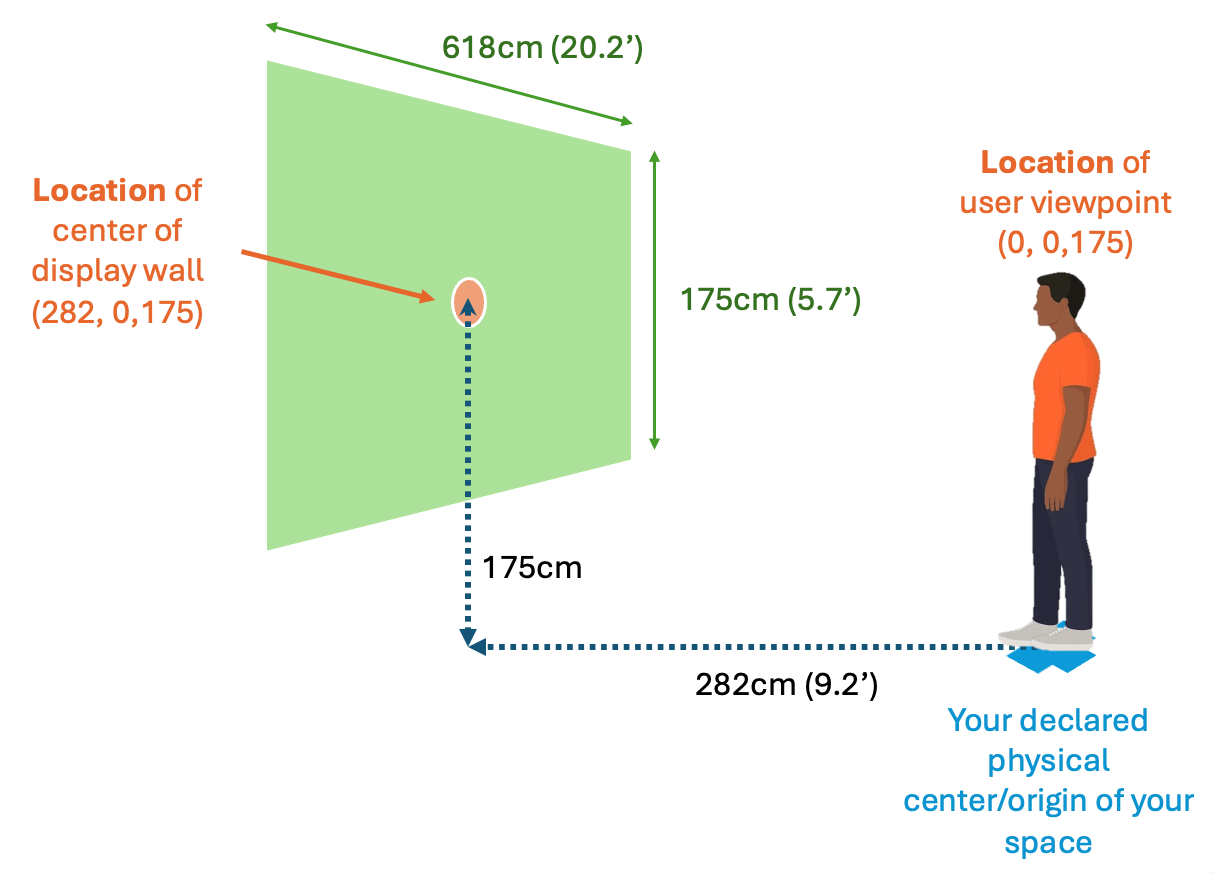 618cm (20.2’)
Location of
center of
display wall
(282, 0,175)
Location of
user viewpoint
(0, 0,175)
175cm (5.7’)
175cm
282cm (9.2’)
Your declared
physical
center/origin of your
space